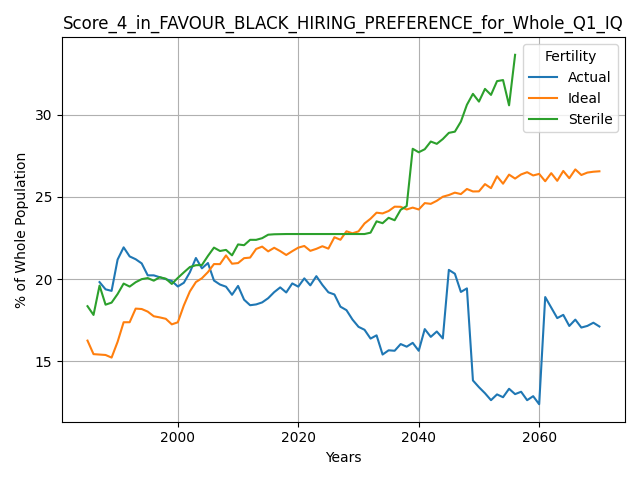 Score_4_in_FAVOUR_BLACK_HIRING_PREFERENCE_for_Whole_Q1_IQ
Fertility
Actual
Ideal
Sterile
% of Whole Population
30
25
20
15
2000
2020
2040
2060
Years